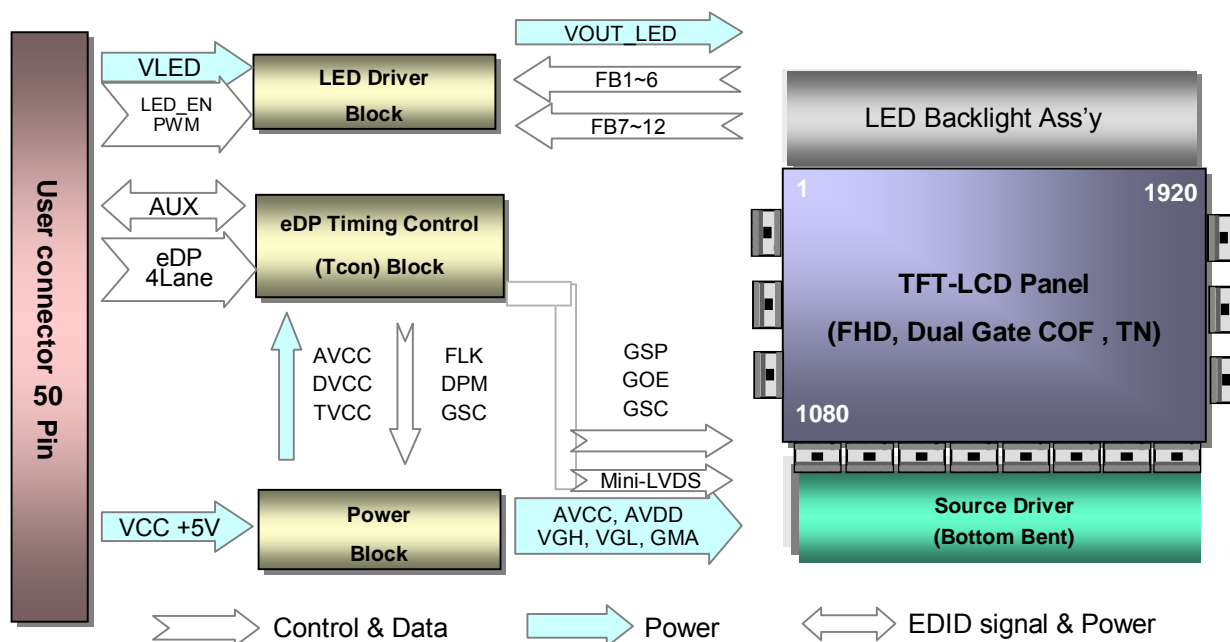 User connector 50 Pin
VLED
LED_EN
PWM
LED Driver
Block
VOUT_LED
FB1~6
FB7~12
LED Backlight Ass’y
AUX
eDP
4Lane
eDP Timing Control
(Tcon) Block
1
1920
TFT-LCD Panel
(FHD, Dual Gate COF , TN)
1080
AVCC
DVCC
TVCC
FLK
DPM
GSC
GSP
GOE
GSC
Mini-LVDS
VCC +5V
Power
Block
AVCC, AVDD
VGH, VGL, GMA
Source Driver
(Bottom Bent)
Control & Data
Power
EDID signal & Power